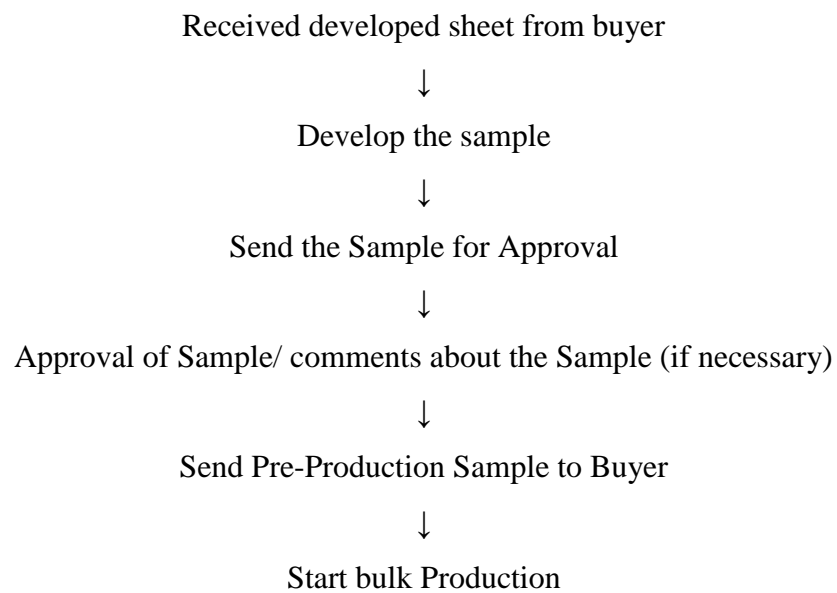 Received developed sheet from buyer
↓
Develop the sample
↓
Send the Sample for Approval
↓
Approval of Sample/ comments about the Sample (if necessary)
↓
Send Pre-Production Sample to Buyer
↓
Start bulk Production